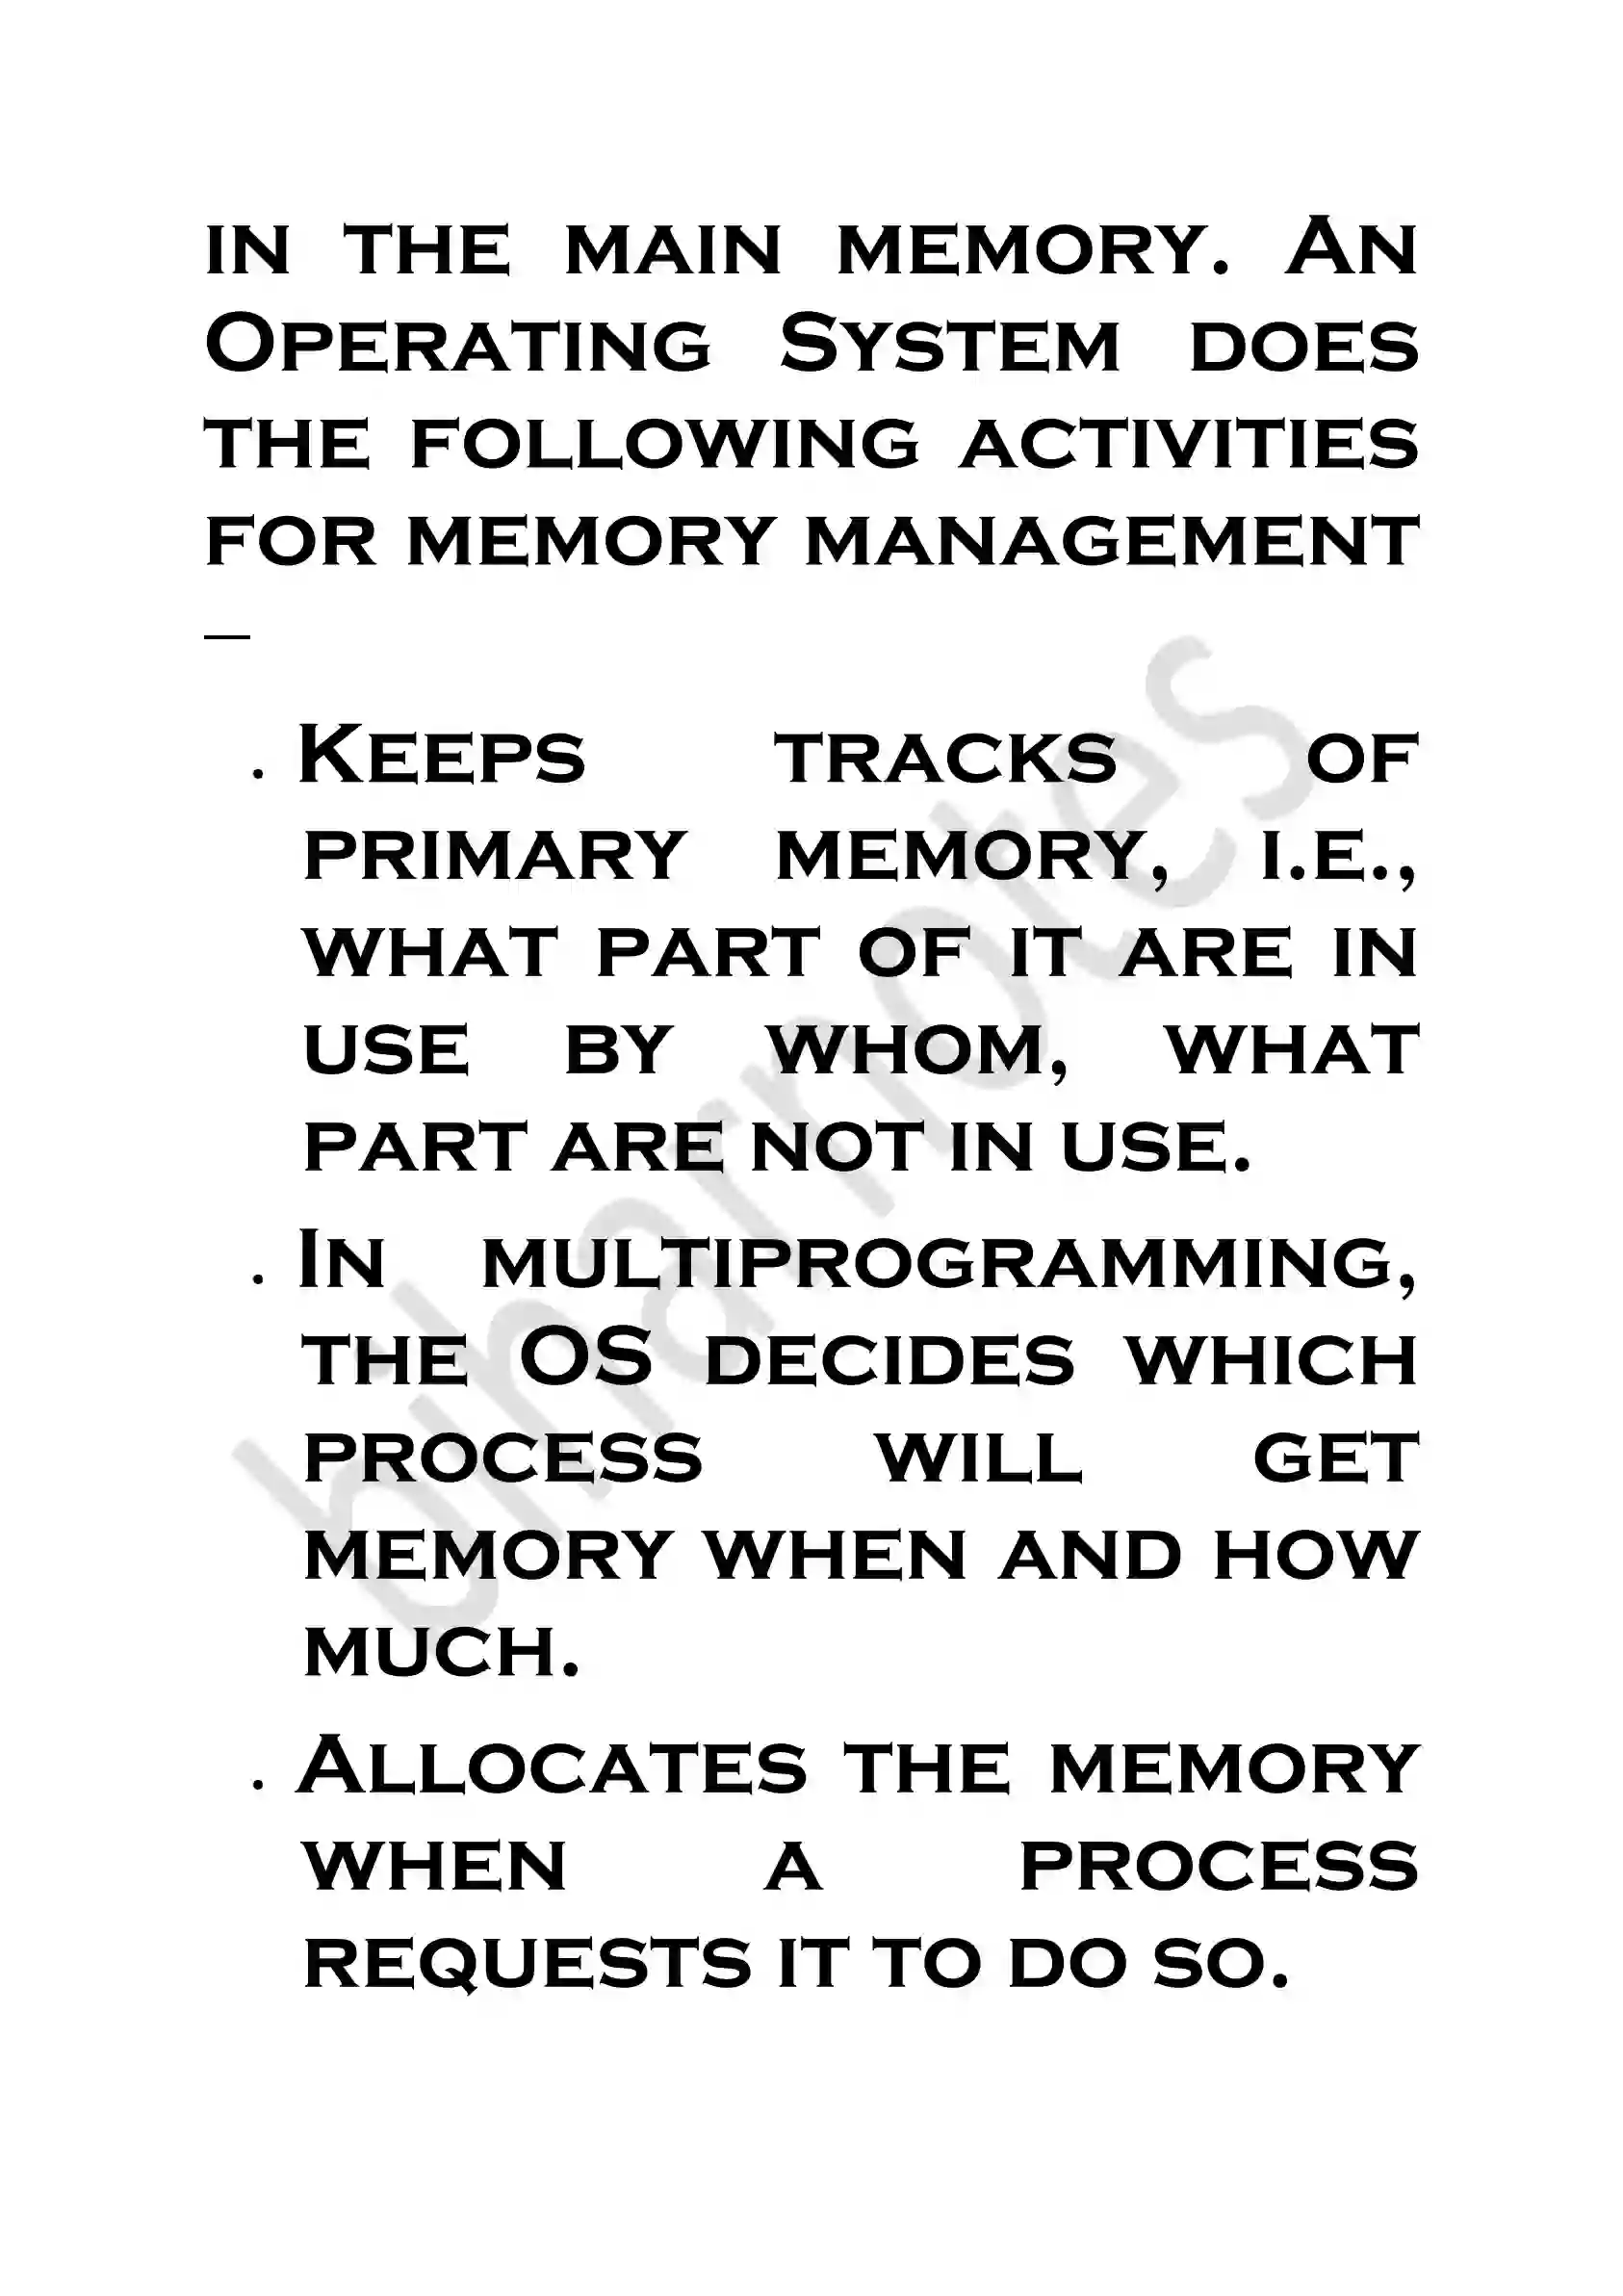 in the main memory. An
Operating System does
the following activities
for memory management
—
. Keeps tracks of
primary memory, i.e.,
what part of it are in
use by whom, what
part are not in use.
. In multiprogramming,
the OS decides which
process will get
memory when and how
much.
. Allocates the memory
when a process
requests it to do so.
biharnotes